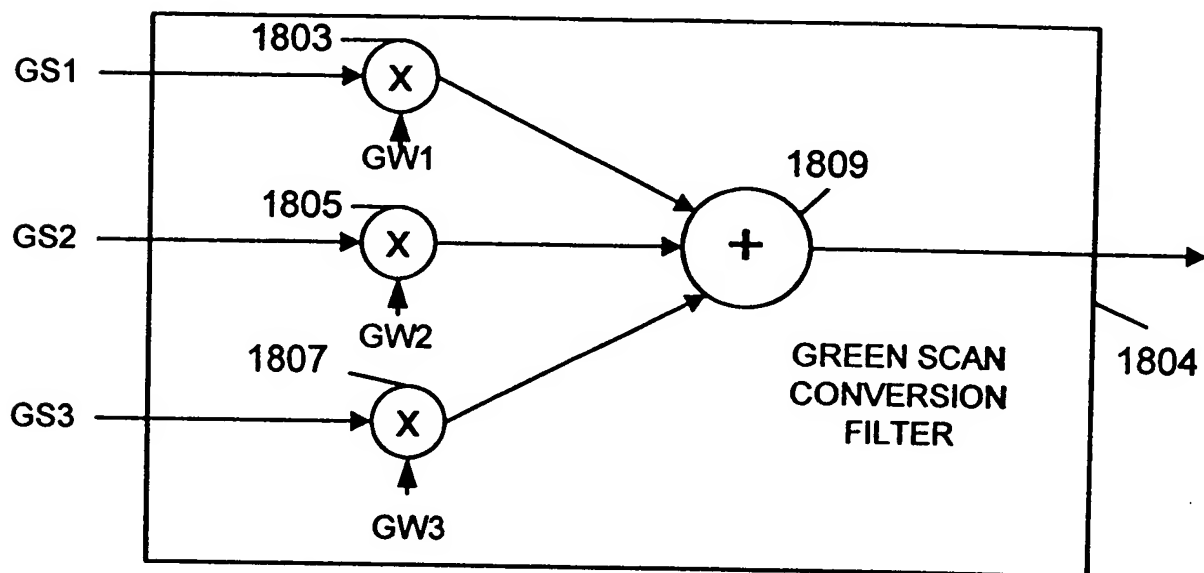 1803
GS1
X
GW1
1809
1805
GS2
X
+
GW2
1807
GREEN SCAN
CONVERSION
FILTER
1804
GS3
X
GW3